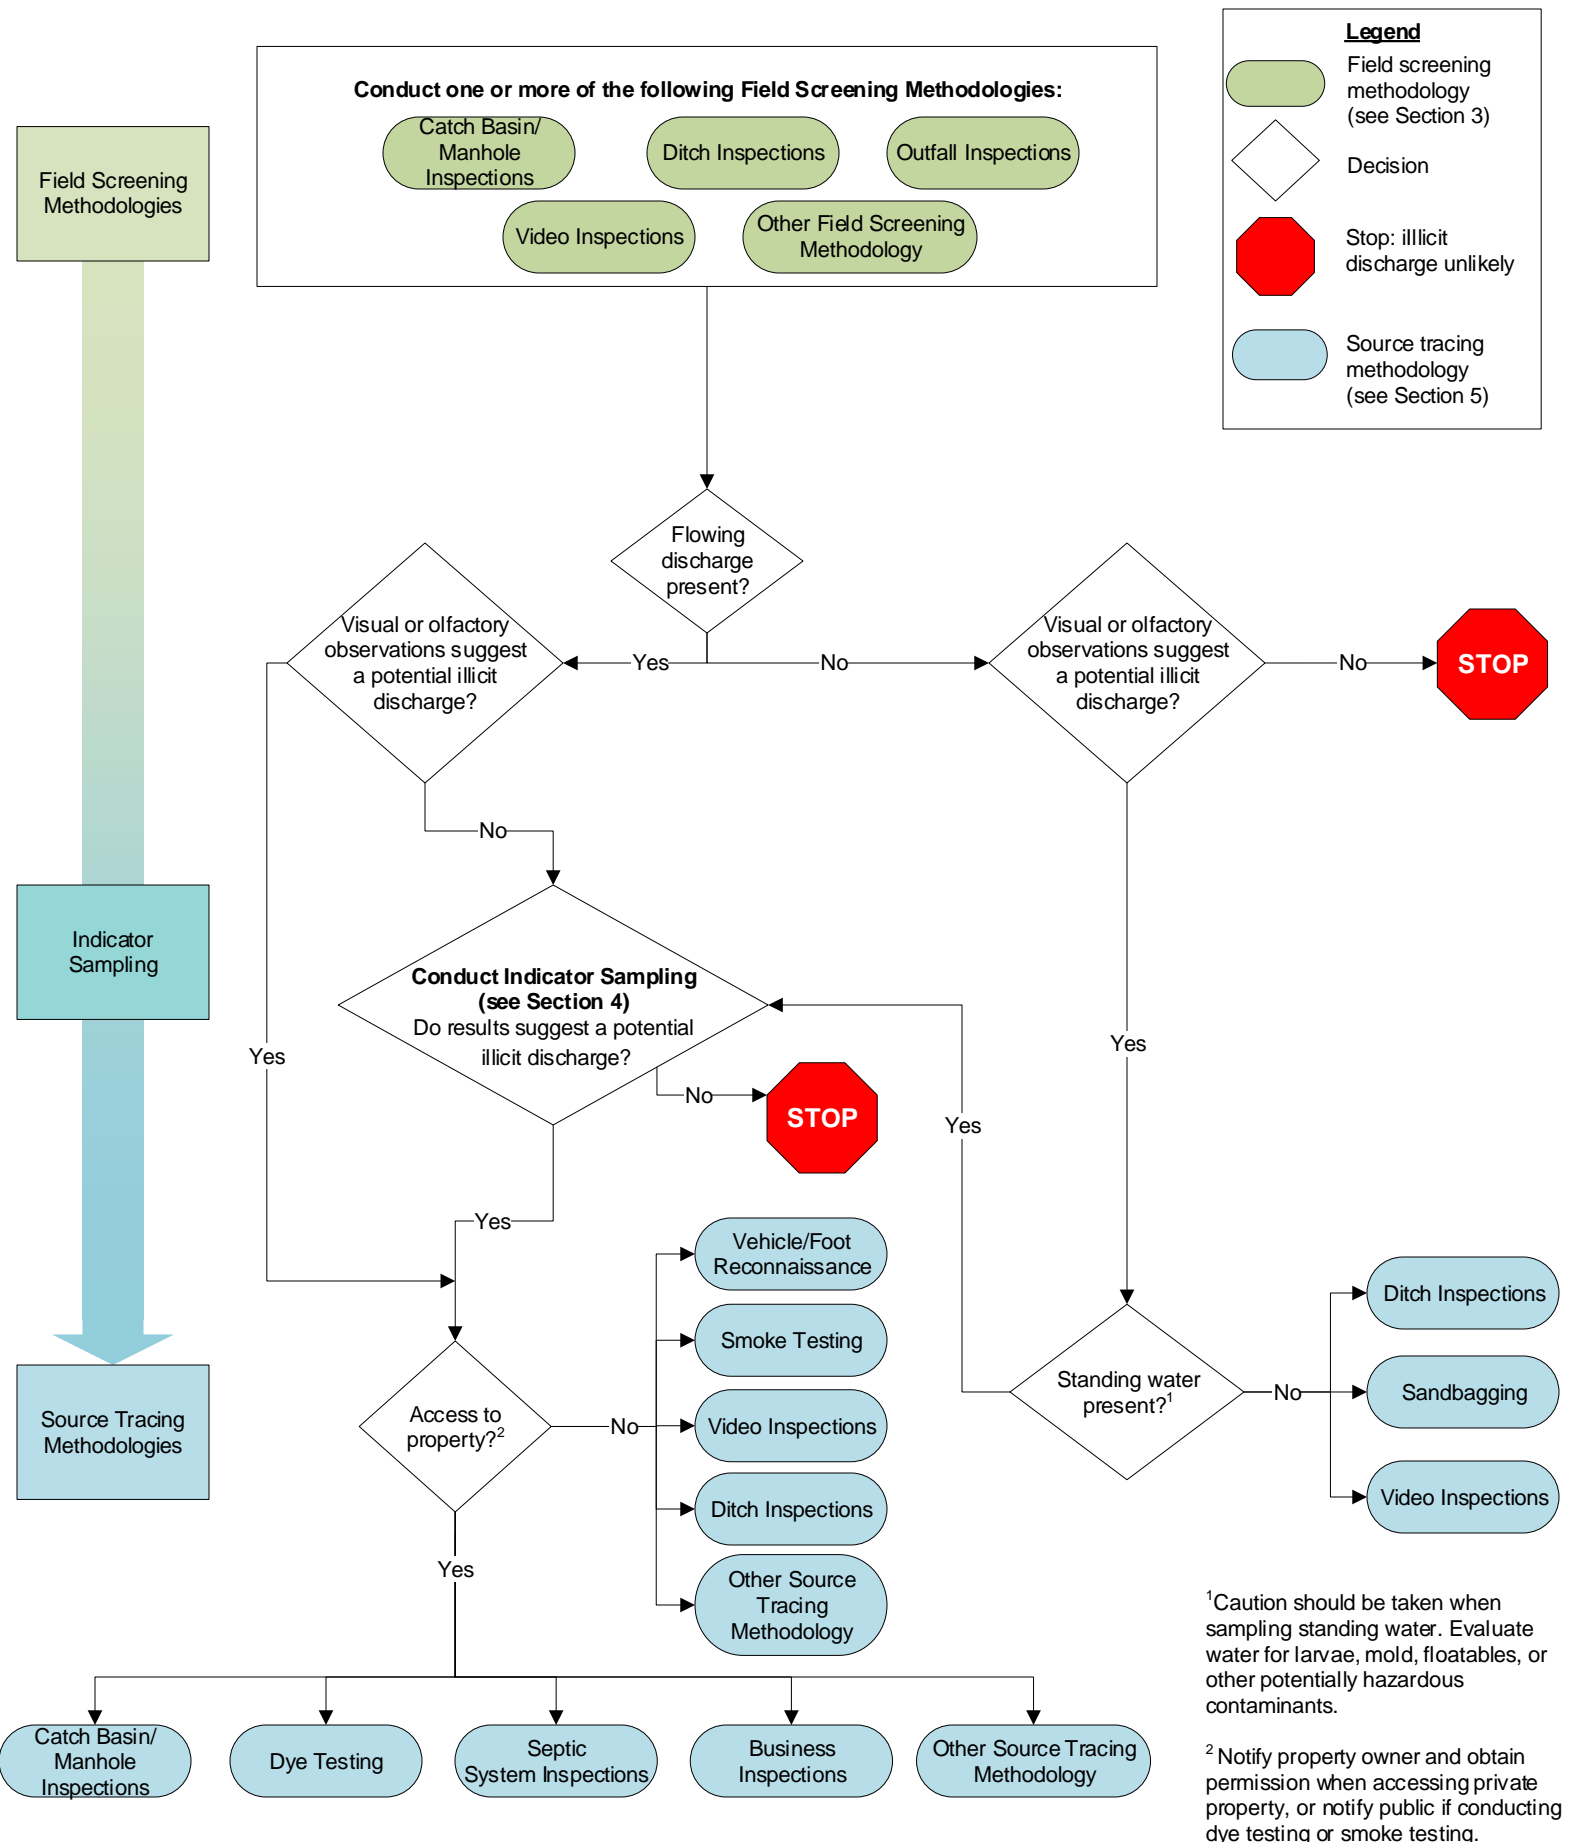 Legend
Field screening
methodology
(see Section 3)
Decision
Stop: illlicit
discharge unlikely
Source tracing
methodology
(see Section 5)
Conduct one or more of the following Field Screening Methodologies:
Catch Basin/
Manhole
Inspections
Ditch Inspections
Outfall Inspections
Video Inspections
Other Field Screening
Methodology
Field Screening
Methodologies
Flowing
discharge
present?
Visual or olfactory
observations suggest
a potential illicit
discharge?
Yes
No
Visual or olfactory
observations suggest
a potential illicit
discharge?
No
STOP
No
Indicator
Sampling
Conduct Indicator Sampling
(see Section 4)
Do results suggest a potential
illicit discharge?
Yes
Yes
No
STOP
Yes
Yes
Vehicle/Foot
Reconnaissance
Smoke Testing
Video Inspections
Ditch Inspections
Other Source
Tracing
Methodology
Source Tracing
Methodologies
Access to
property?2
No
Standing water
present?1
No
Ditch Inspections
Sandbagging
Video Inspections
Yes
Catch Basin/
Manhole
Inspections
Dye Testing
Septic
System Inspections
Business
Inspections
Other Source Tracing
Methodology
1Caution should be taken when
sampling standing water. Evaluate
water for larvae, mold, floatables, or
other potentially hazardous
contaminants.
2 Notify property owner and obtain
permission when accessing private
property, or notify public if conducting
dye testing or smoke testing.